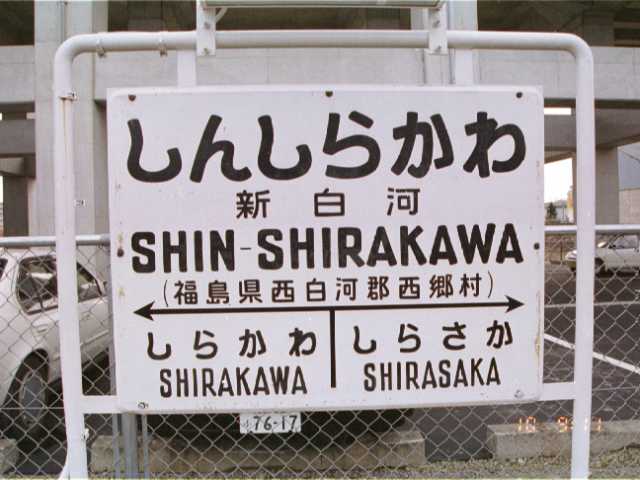 しんしらかわ
新白河
SHIN-SHIRAKAWA
(福島県西白河郡西郷村)
しらかわ しらさか
SHIRAKAWA SHIRASAKA
76-17